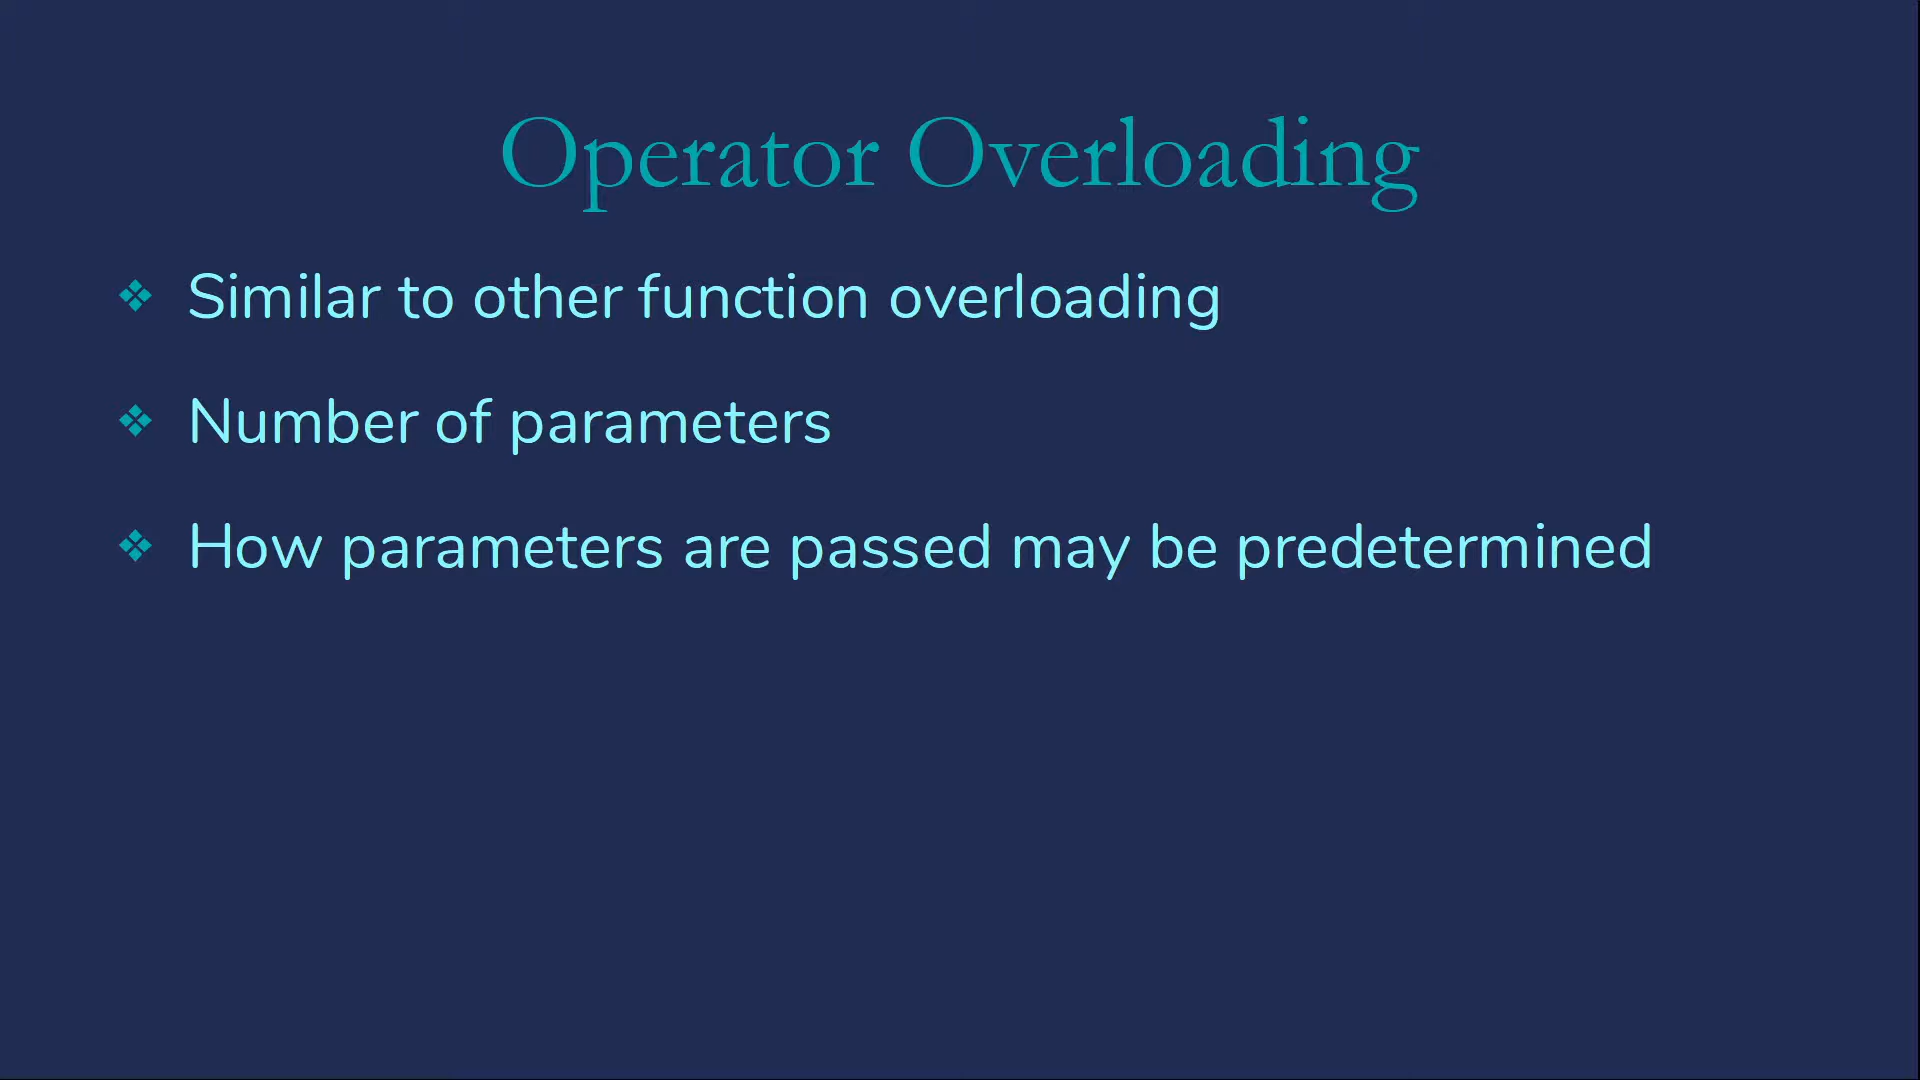 Operator Overloading
❖ Similar to other function overloading
❖ Number of parameters
❖ How parameters are passed may be predetermined